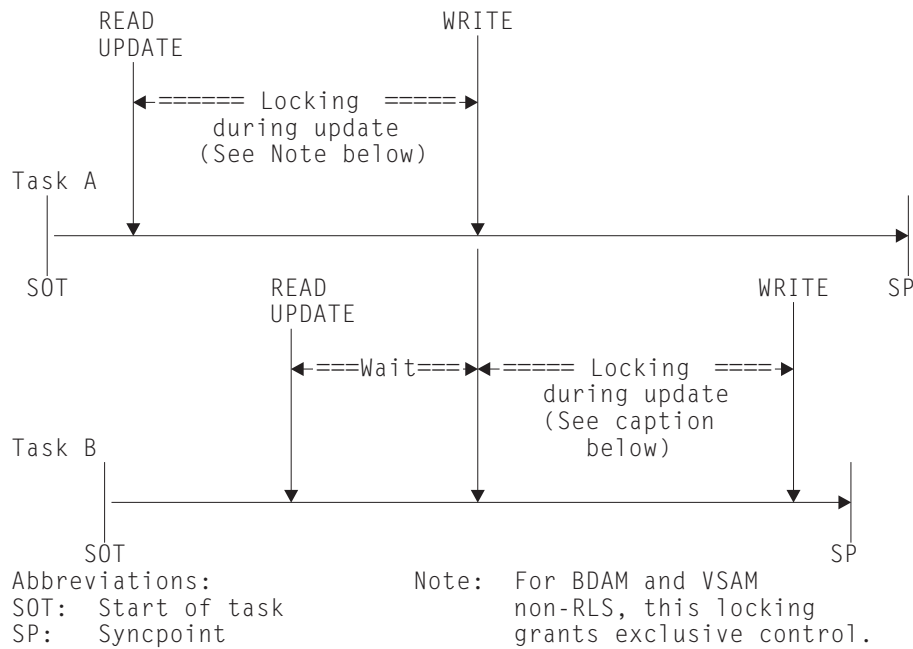 READ
UPDATE
WRITE
====== Locking =====
during update
(See Note below)
Task A
SOT
READ
UPDATE
WRITE
SP
===Wait===
===== Locking ====
during update
(See caption
below)
Task B
SOT
SP
Abbreviations:
SOT: Start of task
SP: Syncpoint
Note: For BDAM and VSAM
non-RLS, this locking
grants exclusive control.